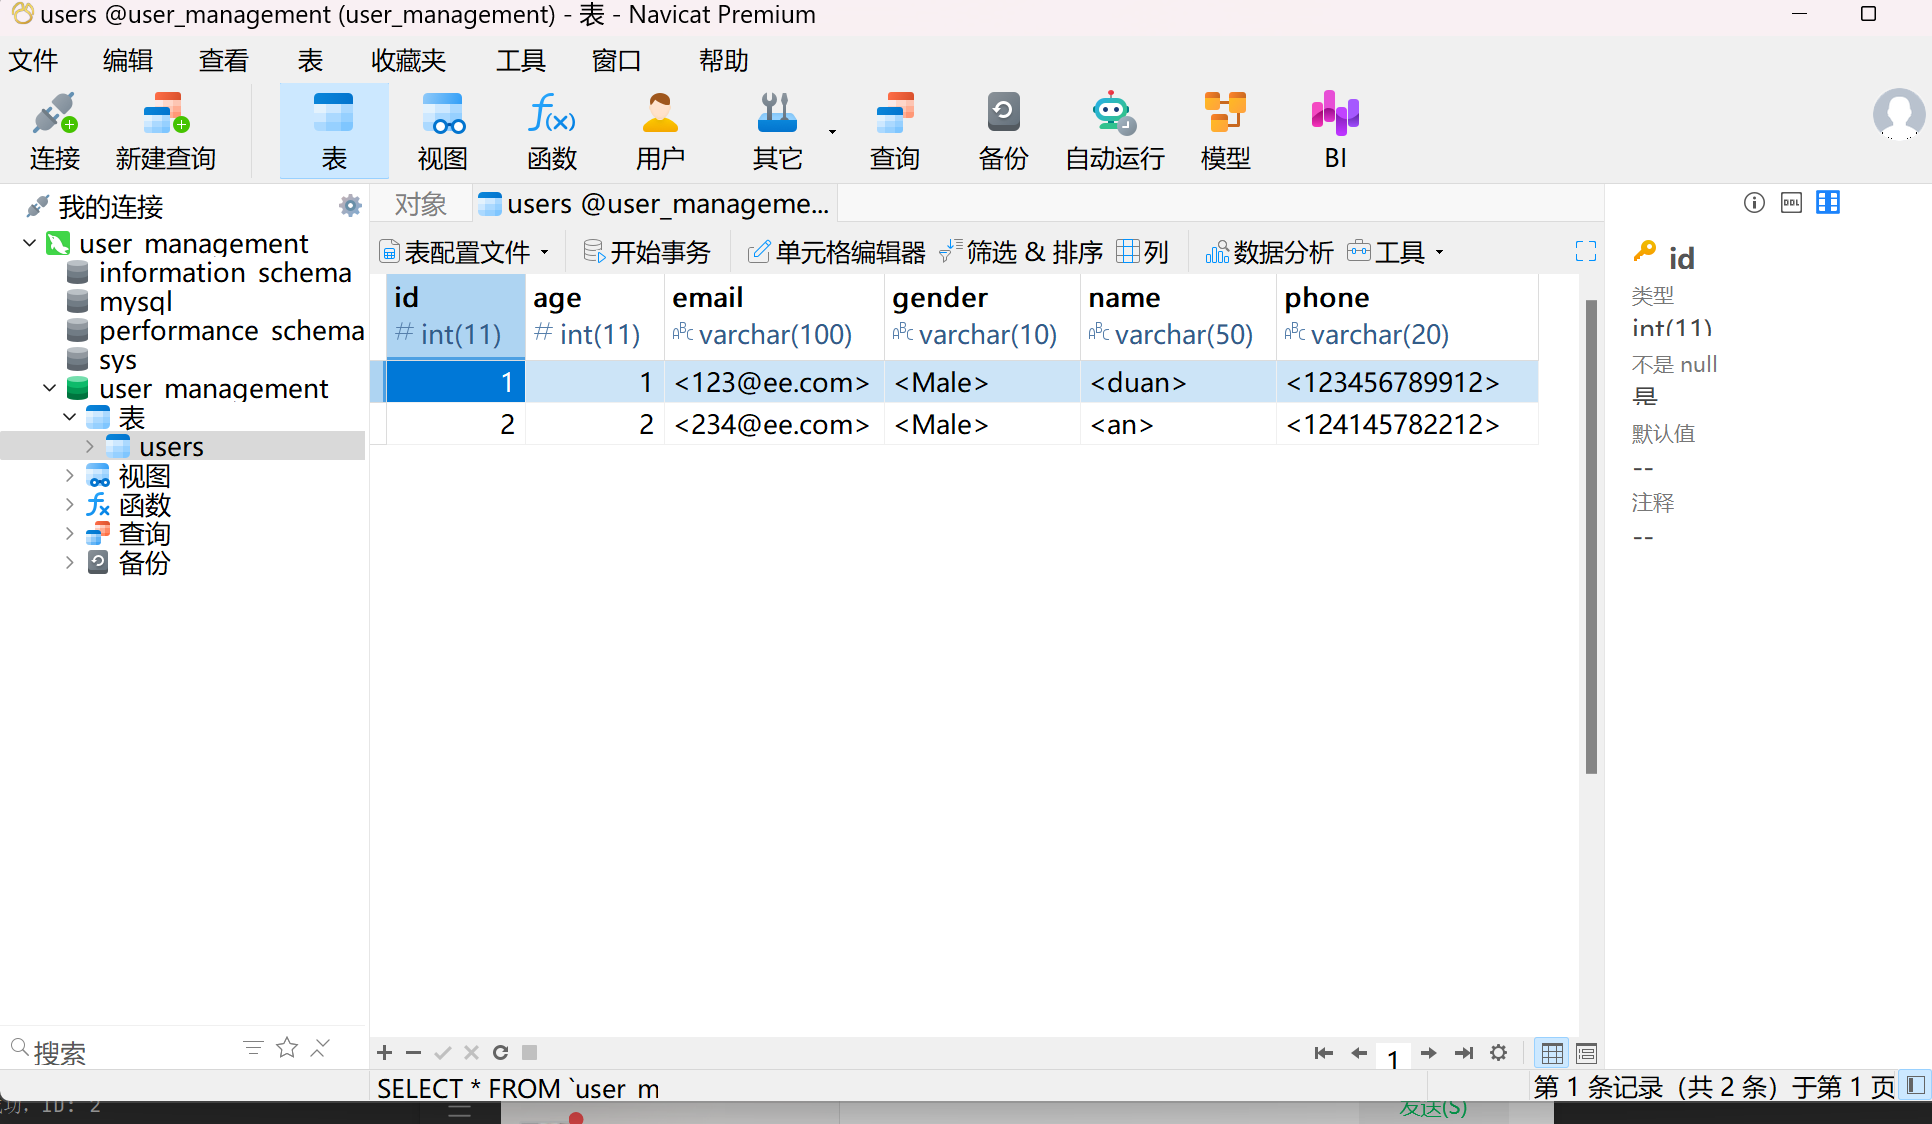 users @user_management (user_management) - 表 - Navicat Premium
文件 编辑 查看 表 收藏夹 工具 窗口 帮助
连接 新建查询 表 视图 函数 用户 其它 查询 备份 自动运行 模型 BI
我的连接
user_management
information_schema
mysql
performance_schema
sys
user_management
表
users
视图
函数
查询
备份
搜索
对象 users @user_manageme...
表配置文件 开始事务 单元格编辑器 筛选 & 排序 列 数据分析 工具
id age email gender name phone
# int(11) # int(11) ABC varchar(100) ABC varchar(10) ABC varchar(50) ABC varchar(20)
1 1 <123@ee.com> <Male> <duan> <123456789912>
2 2 <234@ee.com> <Male> <an> <124145782212>
1
SELECT * FROM `user_m
第 1 条记录 (共 2 条) 于第 1 页
DDL
id
类型
int(11)
不是 null
是
默认值
--
注释
--
功, ID: 2
发送(S)